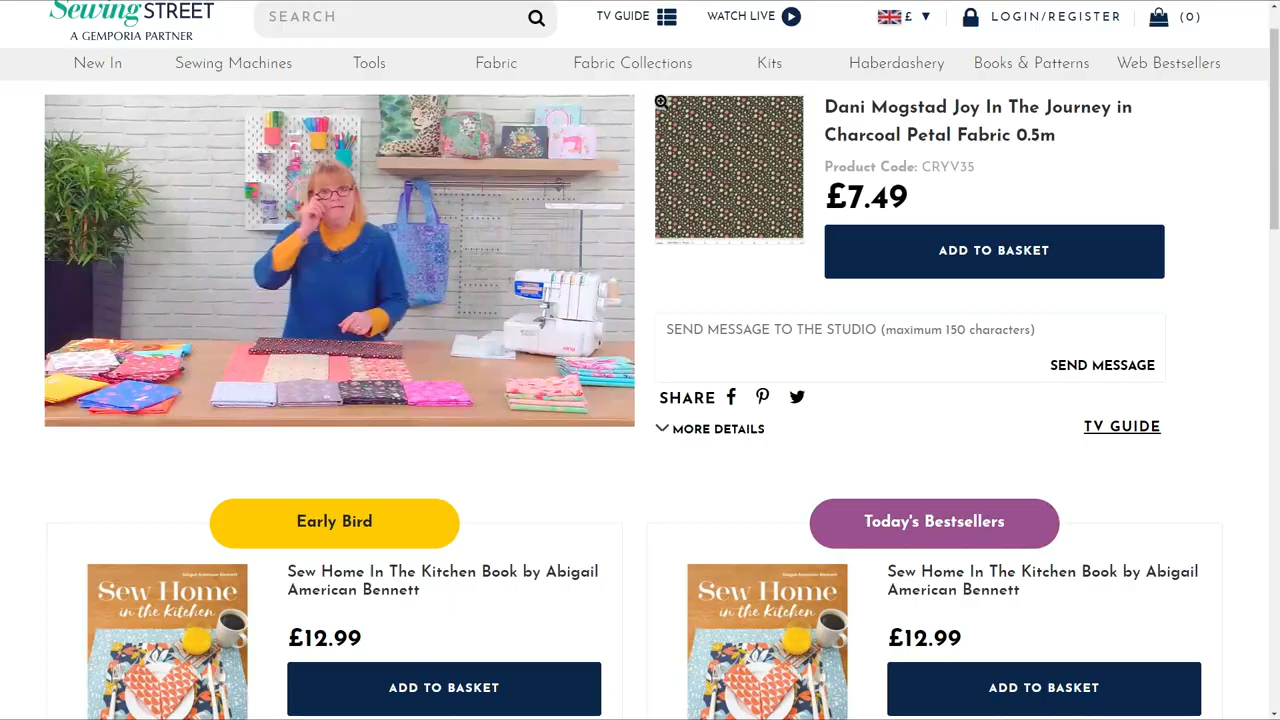 Sewing STREET
A GEMPORIA PARTNER
SEARCH
TV GUIDE
WATCH LIVE
£ ▼
LOGIN/REGISTER
(0)
New In
Sewing Machines
Tools
Fabric
Fabric Collections
Kits
Haberdashery
Books & Patterns
Web Bestsellers
Dani Mogstad Joy In The Journey in
Charcoal Petal Fabric 0.5m
Product Code: CRYV35
£7.49
ADD TO BASKET
SEND MESSAGE TO THE STUDIO (maximum 150 characters)
SEND MESSAGE
SHARE
MORE DETAILS
TV GUIDE
Early Bird
Sew Home
in the kitchen
Sew Home In The Kitchen Book by Abigail
American Bennett
£12.99
ADD TO BASKET
Today's Bestsellers
Sew Home
in the kitchen
Sew Home In The Kitchen Book by Abigail
American Bennett
£12.99
ADD TO BASKET